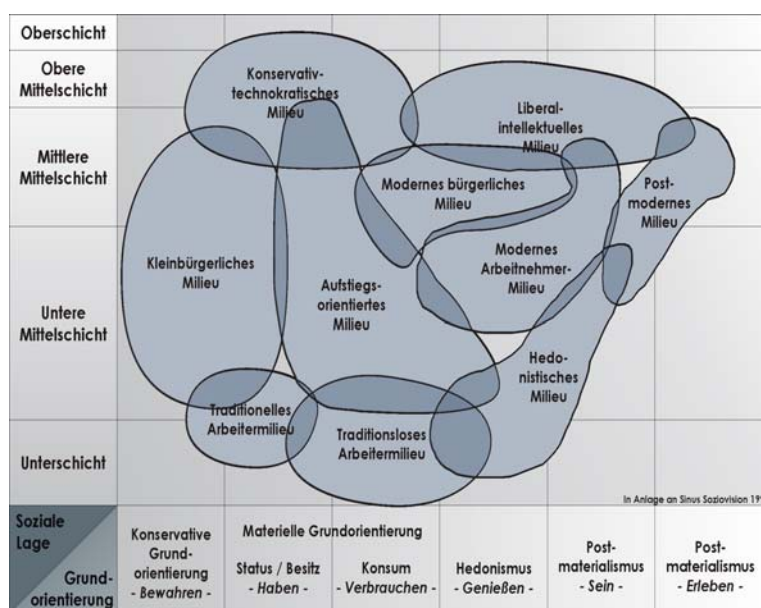 Oberschicht
Obere
Mittelschicht
Mittlere
Mittelschicht
Untere
Mittelschicht
Unterschicht
Konservativ-
technokratisches
Milieu
Liberal-
intellektuelles
Milieu
Modernes bürgerliches
Milieu
Post-
modernes
Milieu
Kleinbürgerliches
Milieu
Aufstiegs-
orientiertes
Milieu
Modernes
Arbeitnehmer-
Milieu
Hedo-
nistisches
Milieu
Traditionelles
Arbeitermilieu
Traditionsloses
Arbeitermilieu
In Anlage an Sinus Soziovision 19
Soziale
Lage
Grund-
orientierung
Konservative
Grund-
orientierung
- Bewahren -
Materielle Grundorientierung
Status / Besitz
- Haben -
Konsum
- Verbrauchen -
Hedonismus
- Genießen -
Post-
materialismus
- Sein -
Post-
materialismus
- Erleben -